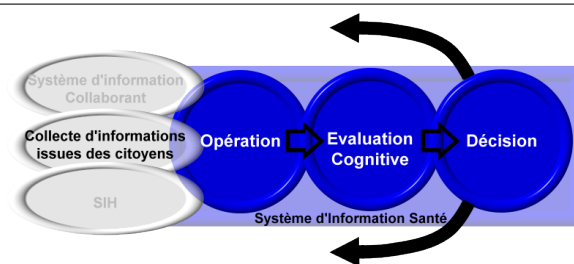 Système d'information
Collaborant
Collecte d'informations
issues des citoyens
SIH
Opération
Evaluation
Cognitive
Décision
Système d'Information Santé